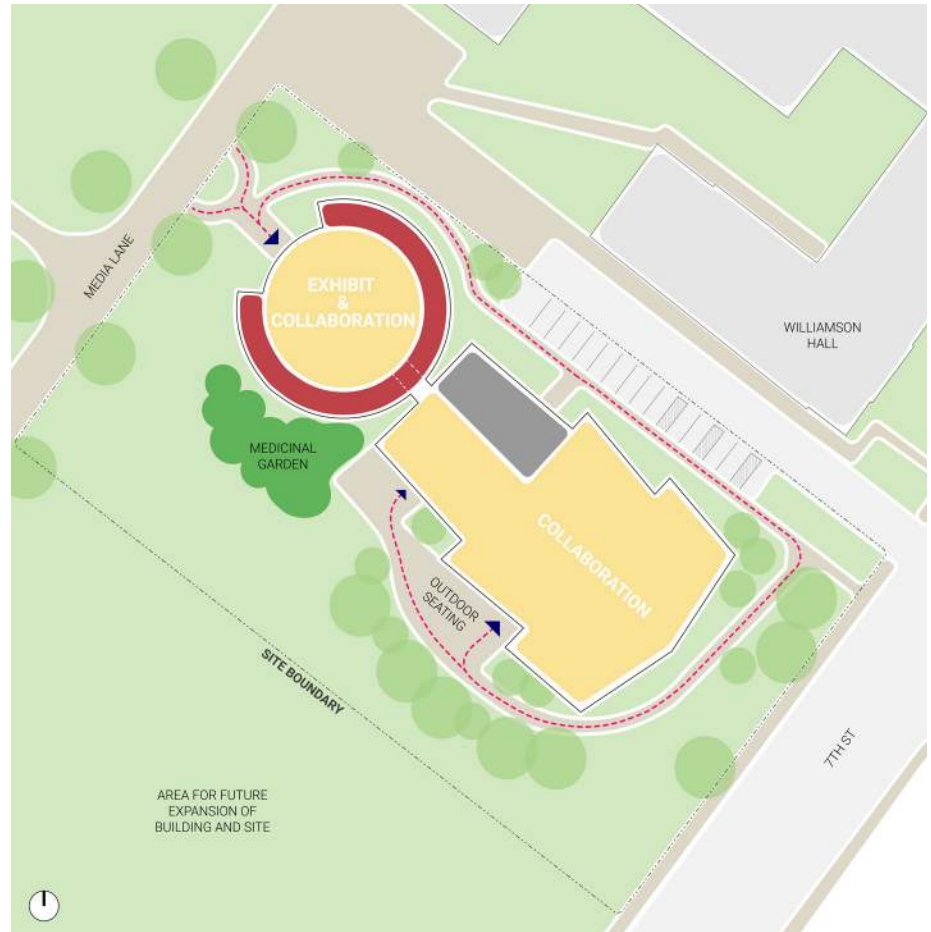 MEDIA LANE
EXHIBIT
&
COLLABORATION
WILLIAMSON
HALL
MEDICINAL
GARDEN
COLLABORATION
OUTDOOR
SEATING
SITE BOUNDARY
7TH ST
AREA FOR FUTURE
EXPANSION OF
BUILDING AND SITE